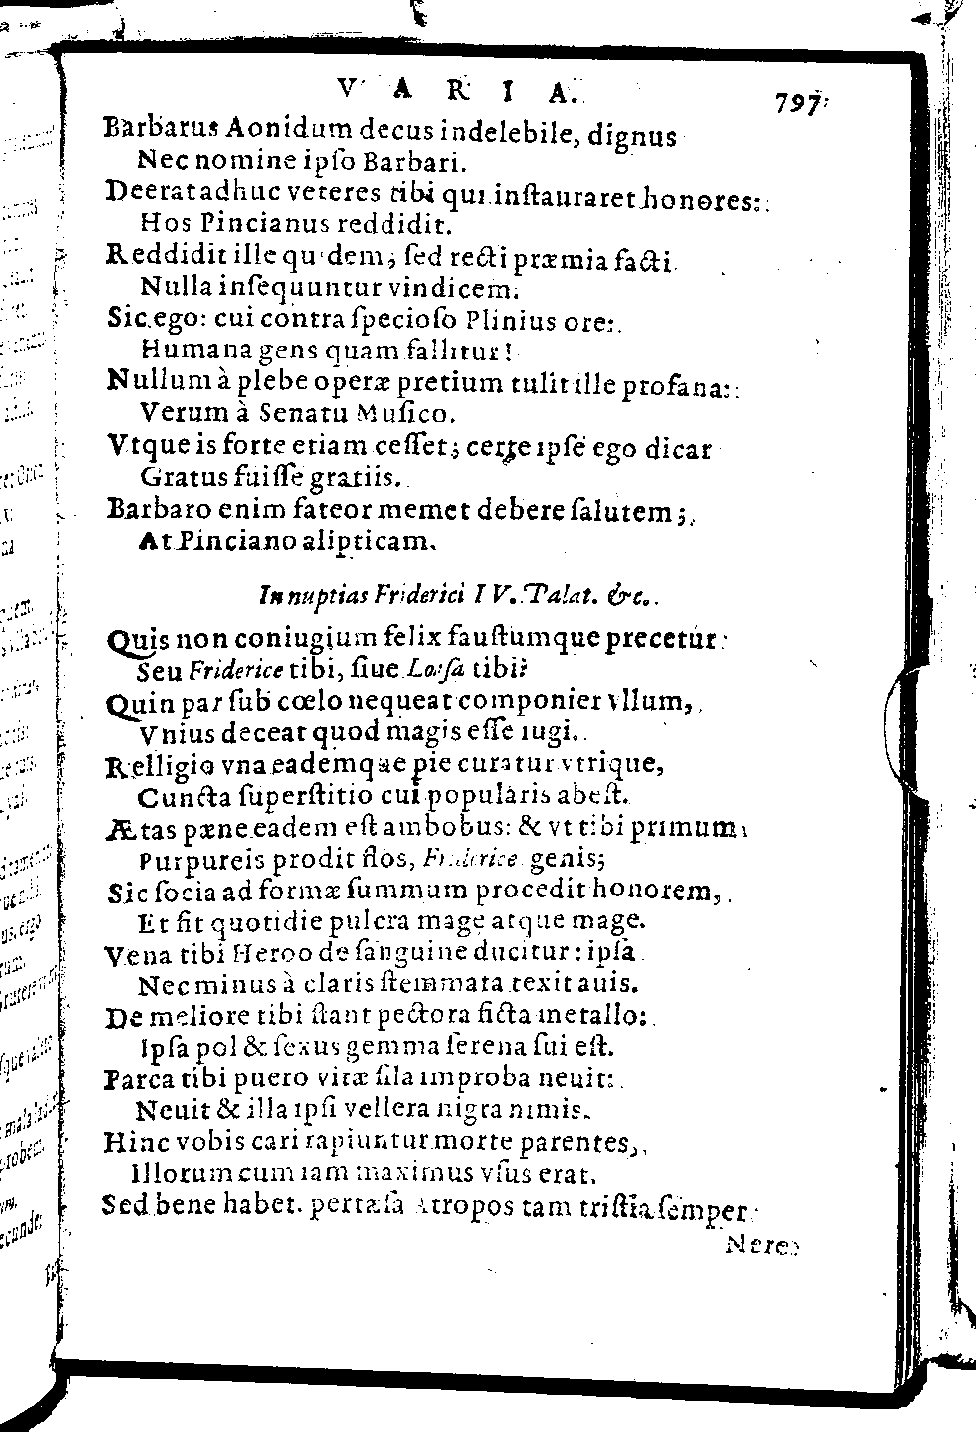 V A R I A. 797
Barbarus Aonidum decus indelebile, dignus
Nec nomine ipſo Barbari.
Deerat adhuc veteres tibi qui inſtauraret honores:
Hos Pincianus reddidit.
Reddidit ille quidem; ſed recti præmia facti
Nulla inſequuntur vindicem.
Sic ego: cui contra ſpecioſo Plinius ore:
Humana gens quam fallitur!
Nullum à plebe operæ pretium tulit ille profana:
Verum à Senatu Muſico.
Vtque is forte etiam ceſſet; certe ipſe ego dicar
Gratus fuiſſe gratiis.
Barbaro enim fateor memet debere ſalutem;
At Pinciano alipticam.
In nuptias Friderici IV. Palat. &c.
Quis non coniugium felix fauſtumque precetur
Seu Friderice tibi, ſiue Loiſa tibi?
Quin par ſub cœlo nequeat componier vllum,
Vnius deceat quod magis eſſe iugi.
Relligio vna eademque pie curatur vtrique,
Cuncta ſuperſtitio cui popularis abeſt.
Ætas pæne eadem eſt ambobus: & vt tibi primum
Purpureis prodit flos, Friderice genis;
Sic ſocia ad formæ ſummum procedit honorem,
Et fit quotidie pulcra mage atque mage.
Vena tibi Heroo de ſanguine ducitur: ipſa
Nec minus à claris ſtemmata texit auis.
De meliore tibi ſtant pectora ficta metallo:
Ipſa pol & ſexus gemma ſerena ſui eſt.
Parca tibi puero vitæ fila improba neuit:
Neuit & illa ipſi vellera nigra nimis.
Hinc vobis cari rapiuntur morte parentes,
Illorum cum iam maximus vſus erat.
Sed bene habet. pertæſa Atropos tam triſtia ſemper
Nere